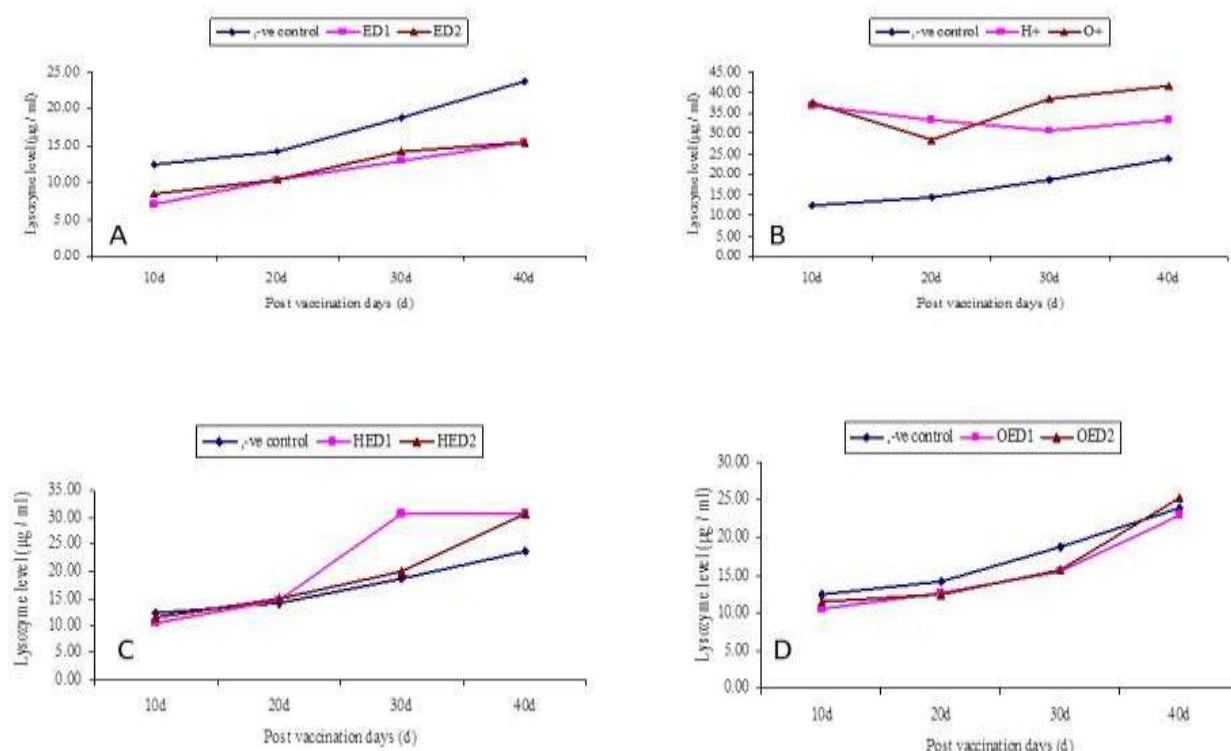 ,-ve control ED1 ED2
Lysozyme level (µg / ml)
25.00
20.00
15.00
10.00
5.00
0.00
A
10d 20d 30d 40d
Post vaccination days (d)
,-ve control H+ O+
Lysozyme level (µg / ml)
45.00
40.00
35.00
30.00
25.00
20.00
15.00
10.00
5.00
0.00
B
10d 20d 30d 40d
Post vaccination days (d)
,-ve control HED1 HED2
Lysozyme level (µg / ml)
35.00
30.00
25.00
20.00
15.00
10.00
5.00
0.00
C
10d 20d 30d 40d
Post vaccination days (d)
,-ve control OED1 OED2
Lysozyme level (µg / ml)
30.00
25.00
20.00
15.00
10.00
5.00
0.00
D
10d 20d 30d 40d
Post vaccination days (d)